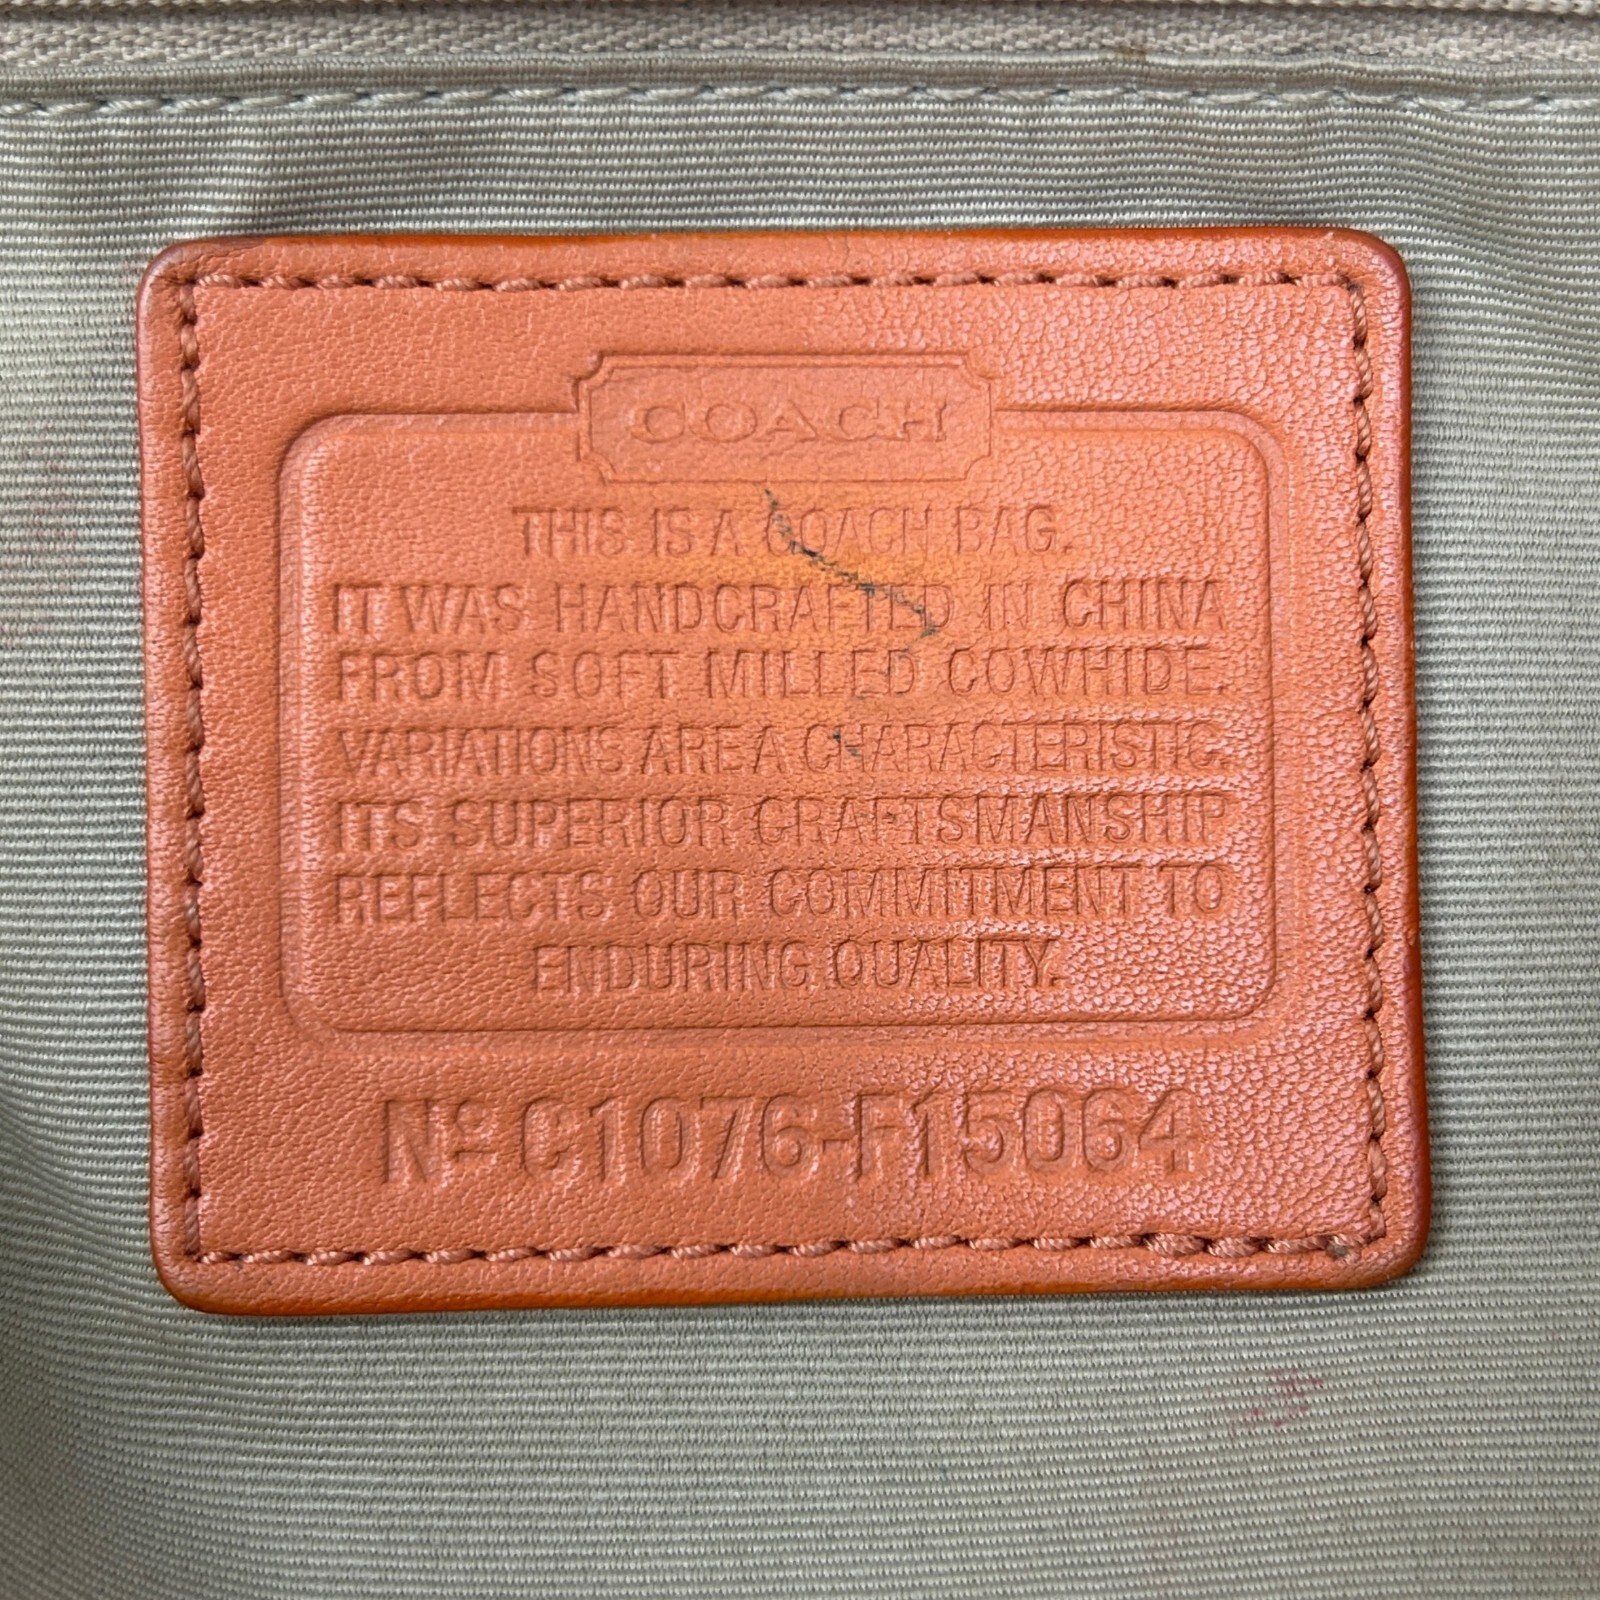 COACH
THIS IS A COACH BAG.
IT WAS HANDCRAFTED IN CHINA
FROM SOFT MILLED COWHIDE.
VARIATIONS ARE A CHARACTERISTIC.
ITS SUPERIOR CRAFTSMANSHIP
REFLECTS OUR COMMITMENT TO
ENDURING QUALITY.
Nº C1076-F15064